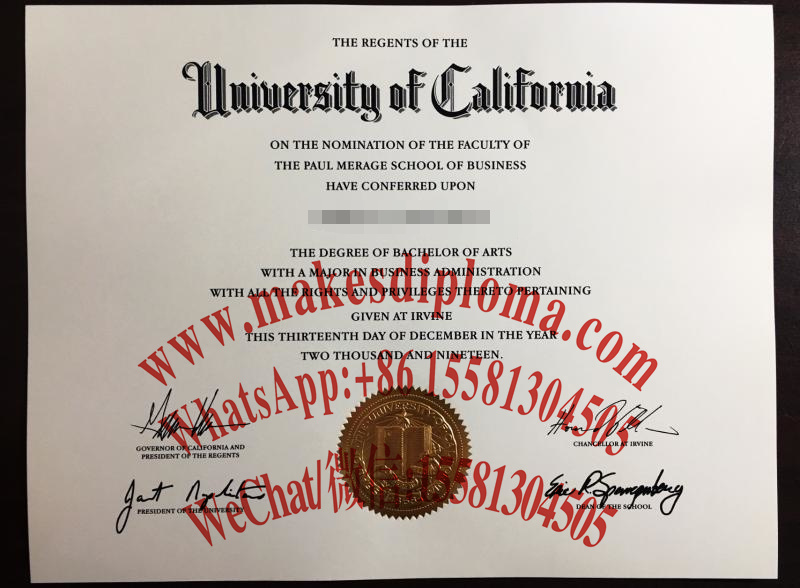 THE REGENTS OF THE
University of California
ON THE NOMINATION OF THE FACULTY OF
THE PAUL MERAGE SCHOOL OF BUSINESS
HAVE CONFERRED UPON
THE DEGREE OF BACHELOR OF ARTS
WITH A MAJOR IN BUSINESS ADMINISTRATION
WITH ALL THE RIGHTS AND PRIVILEGES THERETO PERTAINING
GIVEN AT IRVINE
THIS THIRTEENTH DAY OF DECEMBER IN THE YEAR
TWO THOUSAND AND NINETEEN.
www.makesdiploma.com
WhatsApp:+86 15581304505
WeChat/微信:15581304505
GOVERNOR OF CALIFORNIA AND
PRESIDENT OF THE REGENTS
CHANCELLOR AT IRVINE
PRESIDENT OF THE UNIVERSITY
DEAN OF THE SCHOOL